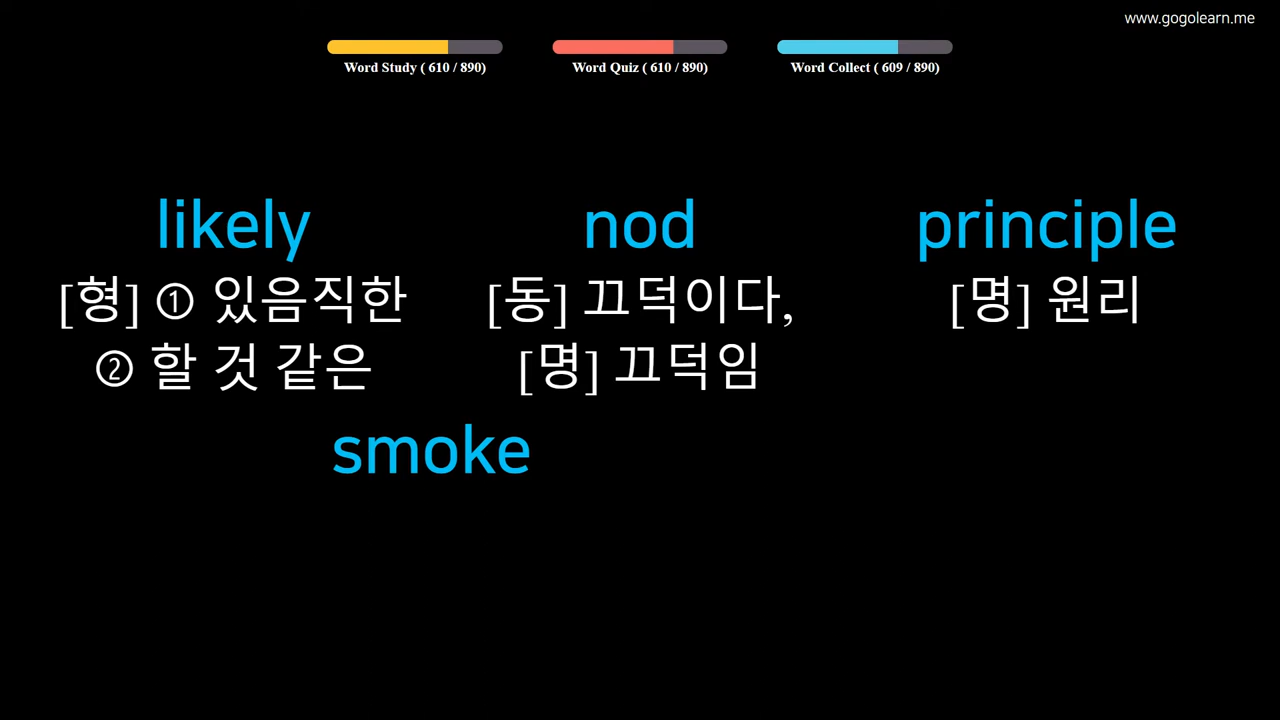 www.gogolearn.me
Word Study ( 610 / 890)
Word Quiz ( 610 / 890)
Word Collect ( 609 / 890)
likely
[형] ① 있음직한
② 할 것 같은
nod
[동] 끄덕이다,
[명] 끄덕임
principle
[명] 원리
smoke